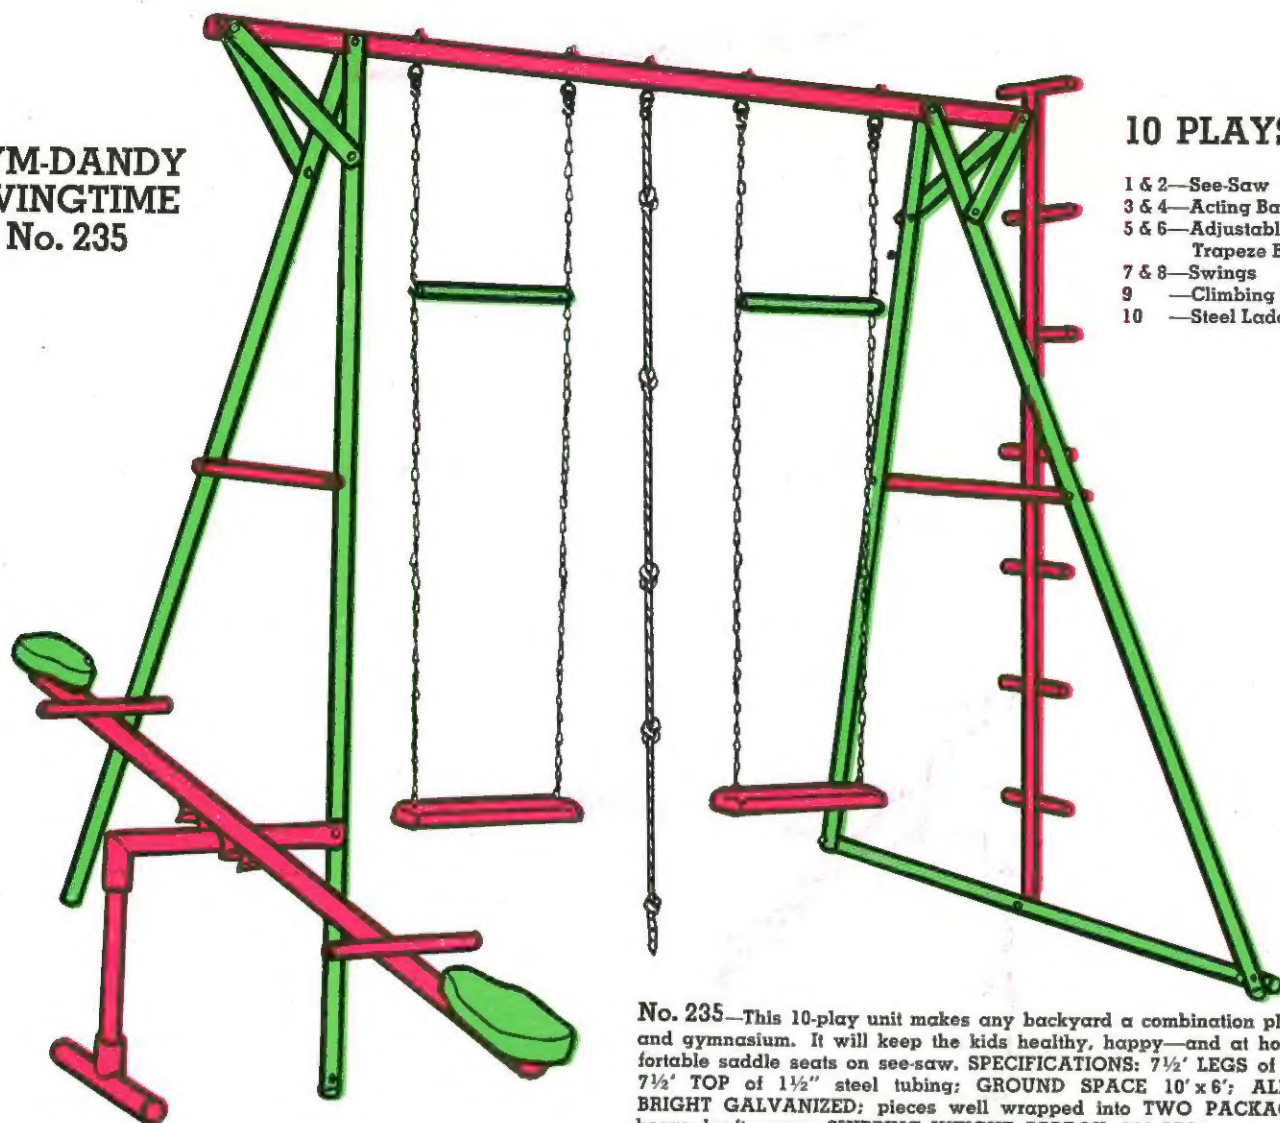 YM-DANDY
VINGTIME
No. 235
10 PLAYS
1 & 2—See-Saw
3 & 4—Acting Ba
5 & 6—Adjustabl
Trapeze B
7 & 8—Swings
9 —Climbing
10 —Steel Ladd
No. 235—This 10-play unit makes any backyard a combination pl
and gymnasium. It will keep the kids healthy, happy—and at ho
fortable saddle seats on see-saw. SPECIFICATIONS: 7½' LEGS of
7½' TOP of 1½" steel tubing; GROUND SPACE 10' x 6'; ALL
BRIGHT GALVANIZED; pieces well wrapped into TWO PACKAG